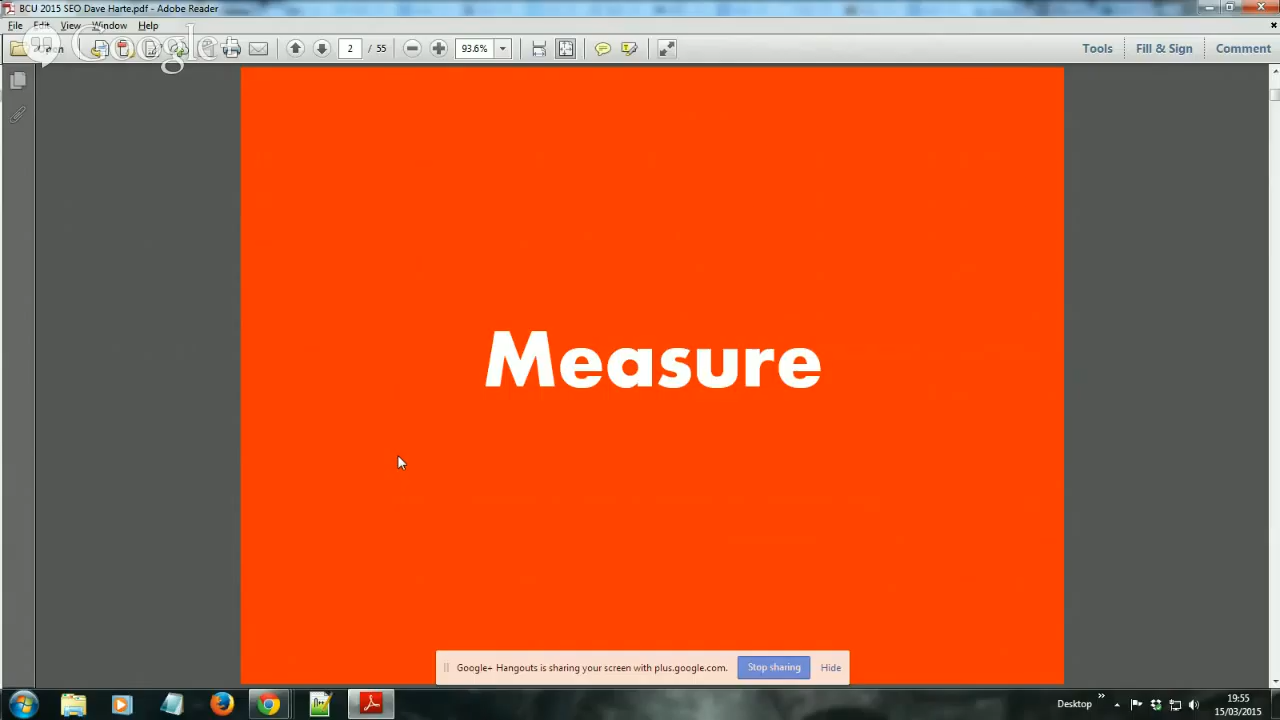 BCU 2015 SEO Dave Harte.pdf - Adobe Reader
File Edit View Window Help
Google+
2 / 55 93.6% Tools Fill & Sign Comment
Measure
Google+ Hangouts is sharing your screen with plus.google.com. Stop sharing Hide
Desktop
19:55
15/03/2015